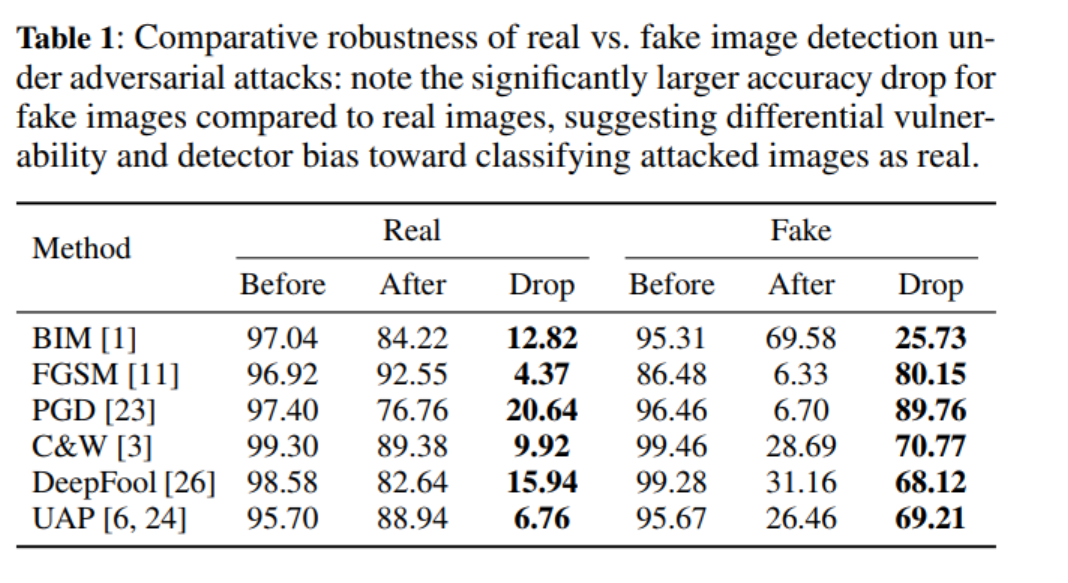 Table 1: Comparative robustness of real vs. fake image detection un-
der adversarial attacks: note the significantly larger accuracy drop for
fake images compared to real images, suggesting differential vulner-
ability and detector bias toward classifying attacked images as real.
Method Real Fake
Before After Drop Before After Drop
BIM [1] 97.04 84.22 12.82 95.31 69.58 25.73
FGSM [11] 96.92 92.55 4.37 86.48 6.33 80.15
PGD [23] 97.40 76.76 20.64 96.46 6.70 89.76
C&W [3] 99.30 89.38 9.92 99.46 28.69 70.77
DeepFool [26] 98.58 82.64 15.94 99.28 31.16 68.12
UAP [6, 24] 95.70 88.94 6.76 95.67 26.46 69.21